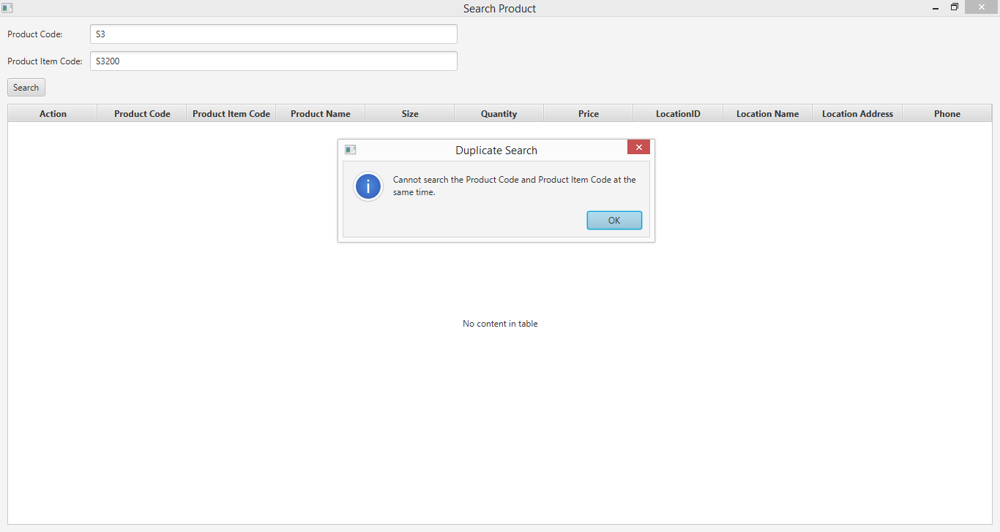 Search Product
Product Code:
S3
Product Item Code:
S3200
Search
Action Product Code Product Item Code Product Name Size Quantity Price LocationID Location Name Location Address Phone
Duplicate Search
i
Cannot search the Product Code and Product Item Code at the
same time.
OK
No content in table